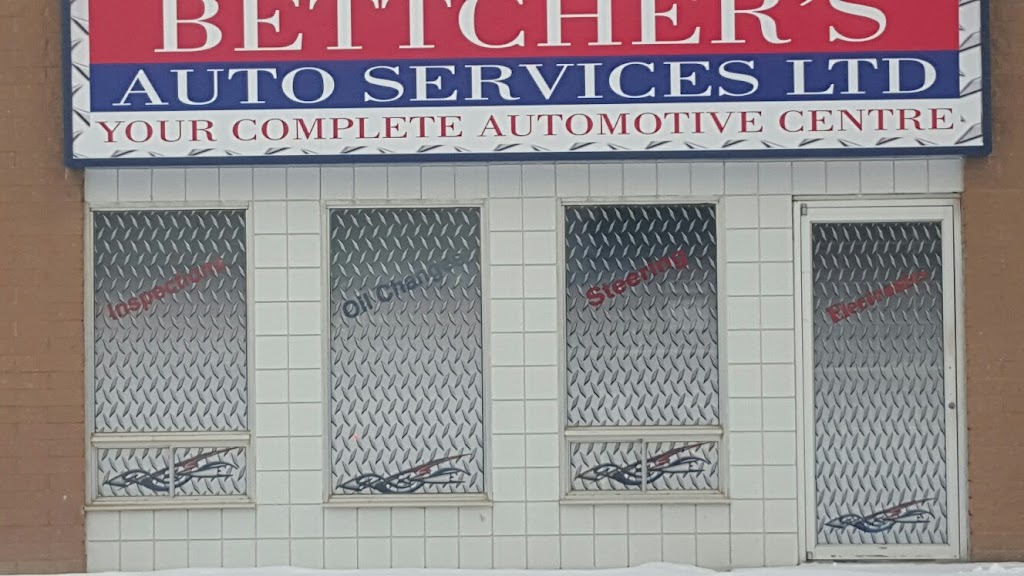 BETTCHER'S
AUTO SERVICES LTD
YOUR COMPLETE AUTOMOTIVE CENTRE
Inspections
Oil Changes
Steering
Electronics